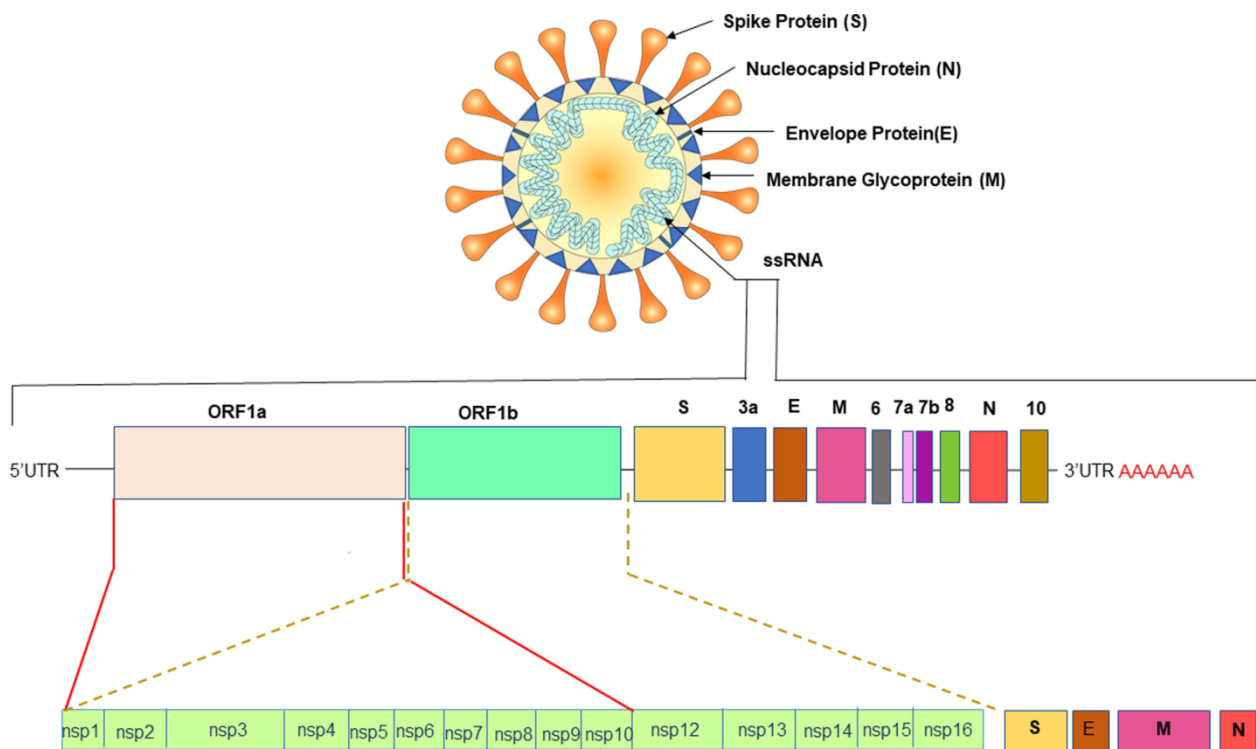 Spike Protein (S)
Nucleocapsid Protein (N)
Envelope Protein(E)
Membrane Glycoprotein (M)
ssRNA
ORF1a ORF1b S 3a E M 6 7a 7b 8 N 10
5'UTR 3'UTR AAAAAA
nsp1 nsp2 nsp3 nsp4 nsp5 nsp6 nsp7 nsp8 nsp9 nsp10 nsp12 nsp13 nsp14 nsp15 nsp16 S E M N